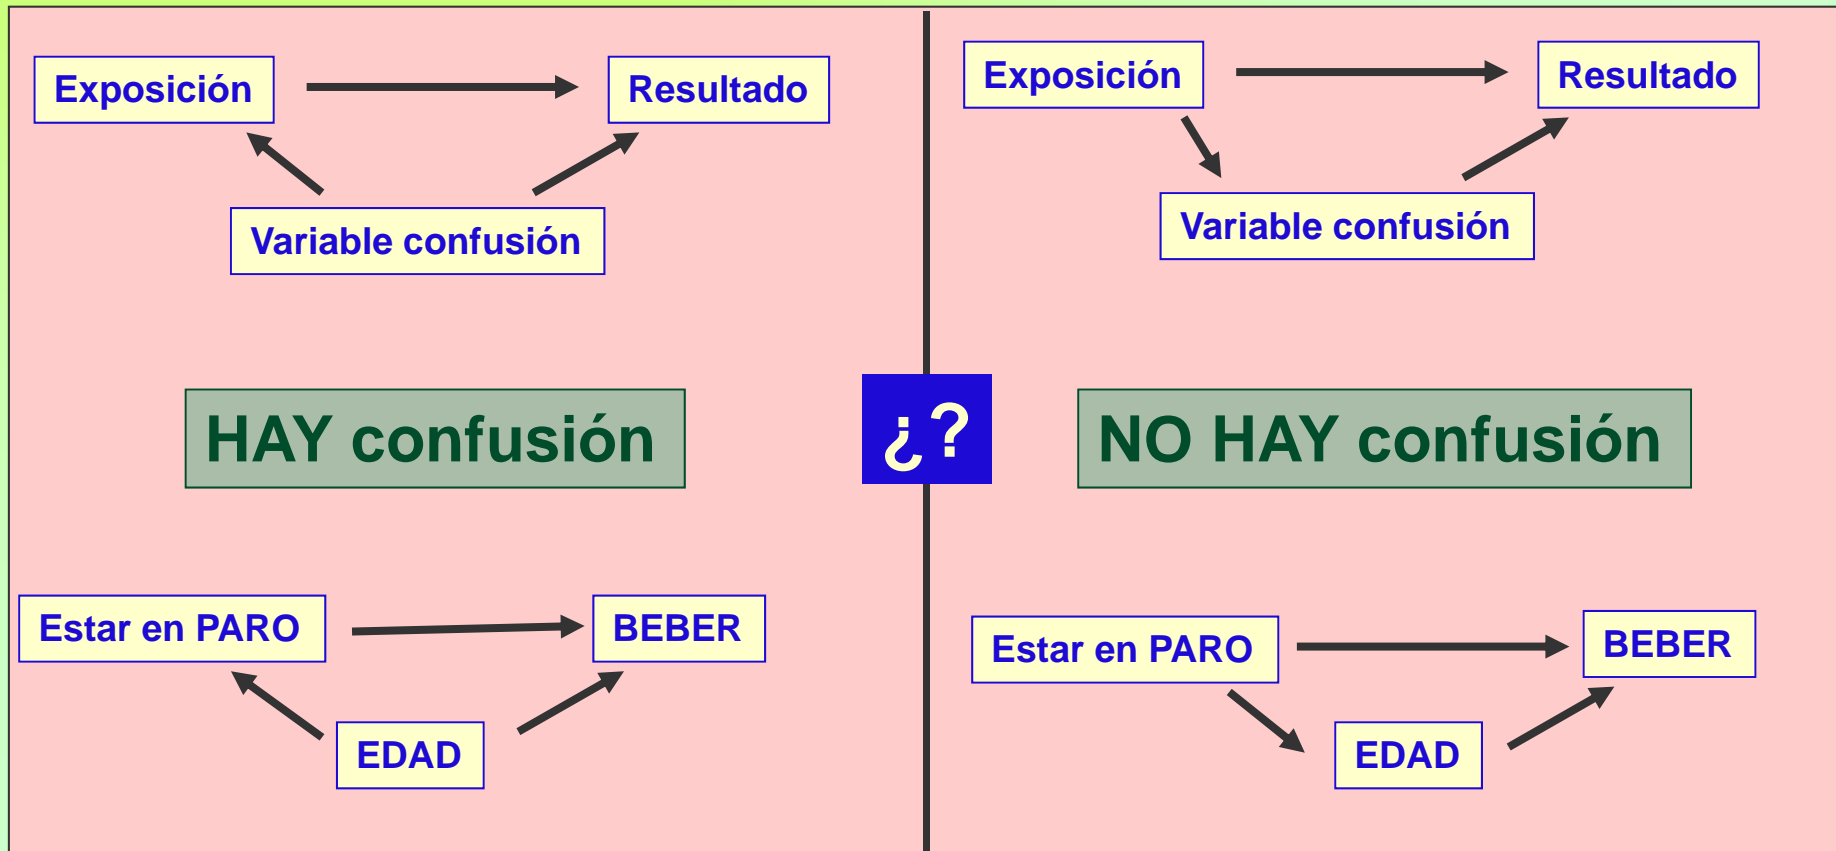 Exposición
Resultado
Variable confusión
HAY confusión
Estar en PARO
BEBER
EDAD
¿?
Exposición
Resultado
Variable confusión
NO HAY confusión
Estar en PARO
BEBER
EDAD